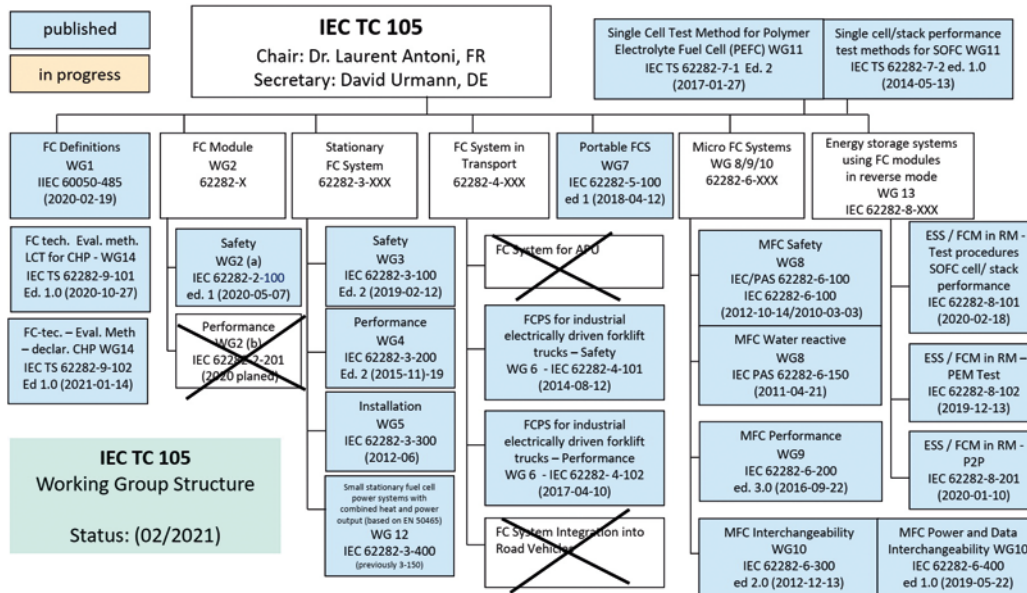 published
in progress
IEC TC 105
Chair: Dr. Laurent Antoni, FR
Secretary: David Urmann, DE
Single Cell Test Method for Polymer
Electrolyte Fuel Cell (PEFC) WG11
IEC TS 62282-7-1 Ed. 2
(2017-01-27)
Single cell/stack performance
test methods for SOFC WG11
IEC TS 62282-7-2 ed. 1.0
(2014-05-13)
FC Definitions
WG1
IIEC 60050-485
(2020-02-19)
FC Module
WG2
62282-X
Stationary
FC System
62282-3-XXX
FC System in
Transport
62282-4-XXX
Portable FCS
WG7
IEC 62282-5-100
ed 1 (2018-04-12)
Micro FC Systems
WG 8/9/10
62282-6-XXX
Energy storage systems
using FC modules
in reverse mode
WG 13
IEC 62282-8-XXX
FC tech. Eval. meth.
LCT for CHP - WG14
IEC TS 62282-9-101
Ed. 1.0 (2020-10-27)
FC-tec. – Eval. Meth
– declar. CHP WG14
IEC TS 62282-9-102
Ed 1.0 (2021-01-14)
Safety
WG2 (a)
IEC 62282-2-100
ed. 1 (2020-05-07)
Performance
WG2 (b)
IEC 62282-2-201
(2020 planed)
Safety
WG3
IEC 62282-3-100
Ed. 2 (2019-02-12)
Performance
WG4
IEC 62282-3-200
Ed. 2 (2015-11)-19
Installation
WG5
IEC 62282-3-300
(2012-06)
Small stationary fuel cell
power systems with
combined heat and power
output (based on EN 50465)
WG 12
IEC 62282-3-400
(previously 3-150)
FC System for APU
FCPS for industrial
electrically driven forklift
trucks – Safety
WG 6 - IEC 62282-4-101
(2014-08-12)
FCPS for industrial
electrically driven forklift
trucks – Performance
WG 6 - IEC 62282- 4-102
(2017-04-10)
FC System Integration into
Road Vehicles
MFC Safety
WG8
IEC/PAS 62282-6-100
IEC 62282-6-100
(2012-10-14/2010-03-03)
MFC Water reactive
WG8
IEC PAS 62282-6-150
(2011-04-21)
MFC Performance
WG9
IEC 62282-6-200
ed. 3.0 (2016-09-22)
MFC Interchangeability
WG10
IEC 62282-6-300
ed 2.0 (2012-12-13)
MFC Power and Data
Interchangeability WG10
IEC 62282-6-400
ed 1.0 (2019-05-22)
ESS / FCM in RM -
Test procedures
SOFC cell/ stack
performance
IEC 62282-8-101
(2020-02-18)
ESS / FCM in RM –
PEM Test
IEC 62282-8-102
(2019-12-13)
ESS / FCM in RM -
P2P
IEC 62282-8-201
(2020-01-10)
IEC TC 105
Working Group Structure
Status: (02/2021)